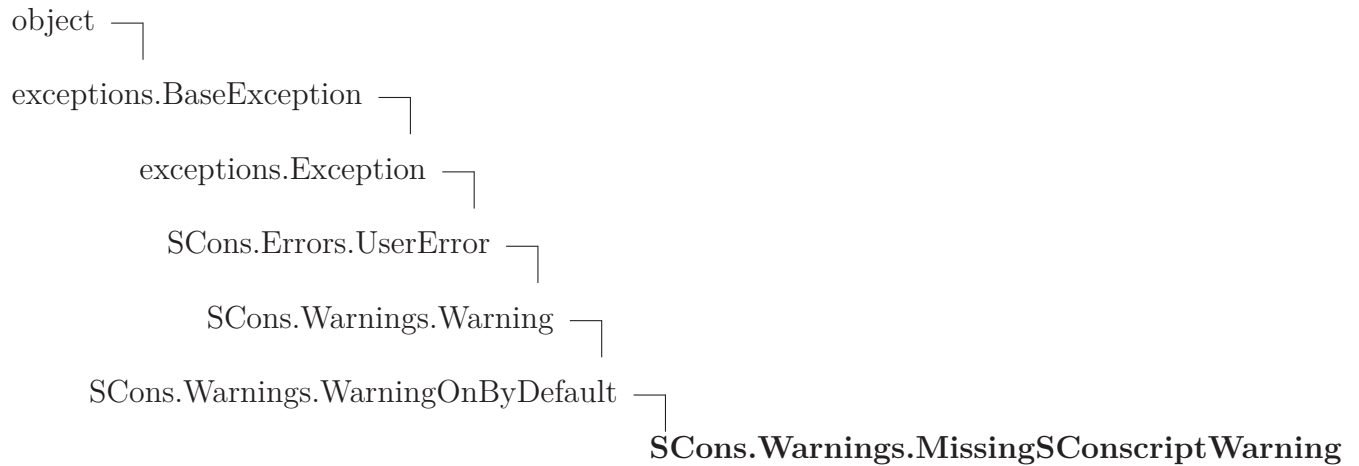 object
exceptions.BaseException
exceptions.Exception
SCons.Errors.UserError
SCons.Warnings.Warning
SCons.Warnings.WarningOnByDefault
SCons.Warnings.MissingSConscriptWarning